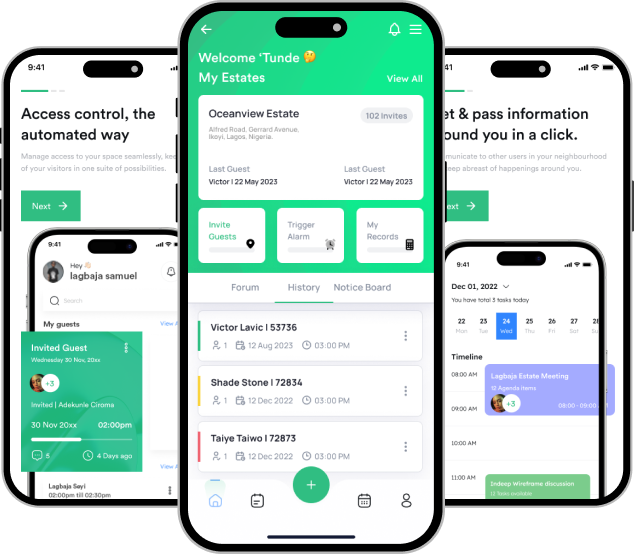 9:41
Access control, the
automated way
Manage access to your space seamlessly, kee
of your visitors in one suite of possibilities.
Next
9:41
Hey
lagbaja samuel
Search
My guests
View A
Invited Guest
Wednesday 30 Nov, 20xx
+3
Invited | Adekunle Ciroma
30 Nov 20xx
02:00pm
5
4 Days ago
View A
Lagbaja Sayi
02:00pm till 02:30pm
Welcome ‘Tunde
My Estates
View All
Oceanview Estate
102 Invites
Alfred Road, Gerrard Avenue,
Ikoyi, Lagos, Nigeria.
Last Guest
Victor | 22 May 2023
Last Guest
Victor | 22 May 2023
Invite
Guests
Trigger
Alarm
My
Records
Forum
History
Notice Board
Victor Lavic | 53736
1
12 Aug 2023
03:00 PM
Shade Stone | 72834
1
12 Dec 2022
03:00 PM
Taiye Taiwo | 72873
1
12 Dec 2022
03:00 PM
+
41
et & pass information
ound you in a click.
municate to other users in your neighbourhood
eep abreast of happenings around you.
ext
9:41
Dec 01, 2022
You have total 3 tasks today
22
23
24
25
26
27
28
Mon
Tue
Wed
Thu
Fri
Sat
Su
Timeline
08:00 AM
Lagbaja Estate Meeting
12 Agenda items
+3
08:00 - 09:00 AM
09:00 AM
10:00 AM
11:00 AM
Indeep Wireframe discussion
12 Tasks available